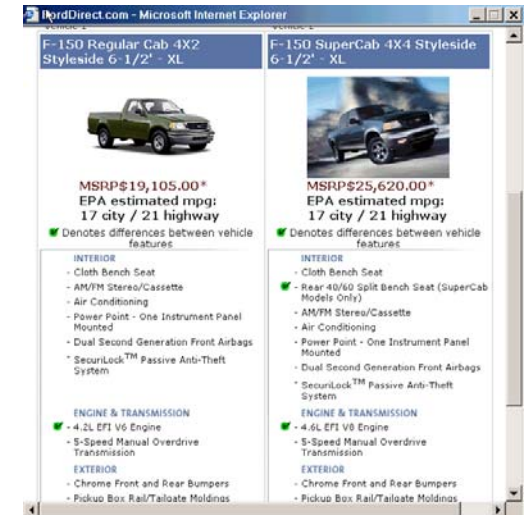 FordDirect.com - Microsoft Internet Explorer
F-150 Regular Cab 4X2
Styleside 6-1/2' - XL
MSRP$19,105.00*
EPA estimated mpg:
17 city / 21 highway
Denotes differences between vehicle
features
INTERIOR
- Cloth Bench Seat
- AM/FM Stereo/Cassette
- Air Conditioning
- Power Point - One Instrument Panel
Mounted
- Dual Second Generation Front Airbags
- SecuriLock™ Passive Anti-Theft
System
ENGINE & TRANSMISSION
- 4.2L EFI V6 Engine
- 5-Speed Manual Overdrive
Transmission
EXTERIOR
- Chrome Front and Rear Bumpers
- Pickup Box Rail/Tailgate Moldings
Vehicle 2
F-150 SuperCab 4X4 Styleside
6-1/2' - XL
MSRP$25,620.00*
EPA estimated mpg:
17 city / 21 highway
Denotes differences between vehicle
features
INTERIOR
- Cloth Bench Seat
- Rear 40/60 Split Bench Seat (SuperCab
Models Only)
- AM/FM Stereo/Cassette
- Air Conditioning
- Power Point - One Instrument Panel
Mounted
- Dual Second Generation Front Airbags
- SecuriLock™ Passive Anti-Theft
System
ENGINE & TRANSMISSION
- 4.6L EFI V8 Engine
- 5-Speed Manual Overdrive
Transmission
EXTERIOR
- Chrome Front and Rear Bumpers
- Pickup Box Rail/Tailgate Moldings